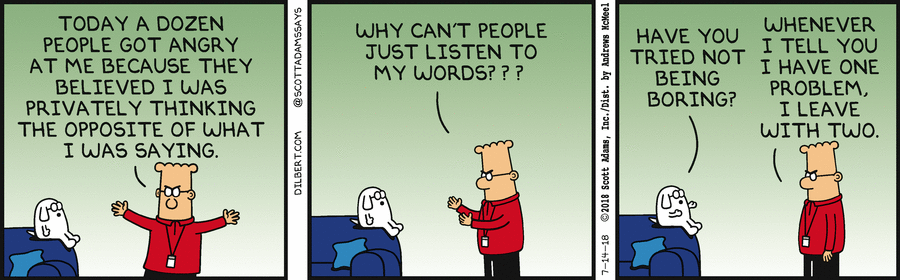 TODAY A DOZEN
PEOPLE GOT ANGRY
AT ME BECAUSE THEY
BELIEVED I WAS
PRIVATELY THINKING
THE OPPOSITE OF WHAT
I WAS SAYING.
DILBERT.COM @SCOTTADAMSSAYS
WHY CAN'T PEOPLE
JUST LISTEN TO
MY WORDS???
7-14-18 ©2018 Scott Adams, Inc./Dist. by Andrews McMeel
HAVE YOU
TRIED NOT
BEING
BORING?
WHENEVER
I TELL YOU
I HAVE ONE
PROBLEM,
I LEAVE
WITH TWO.